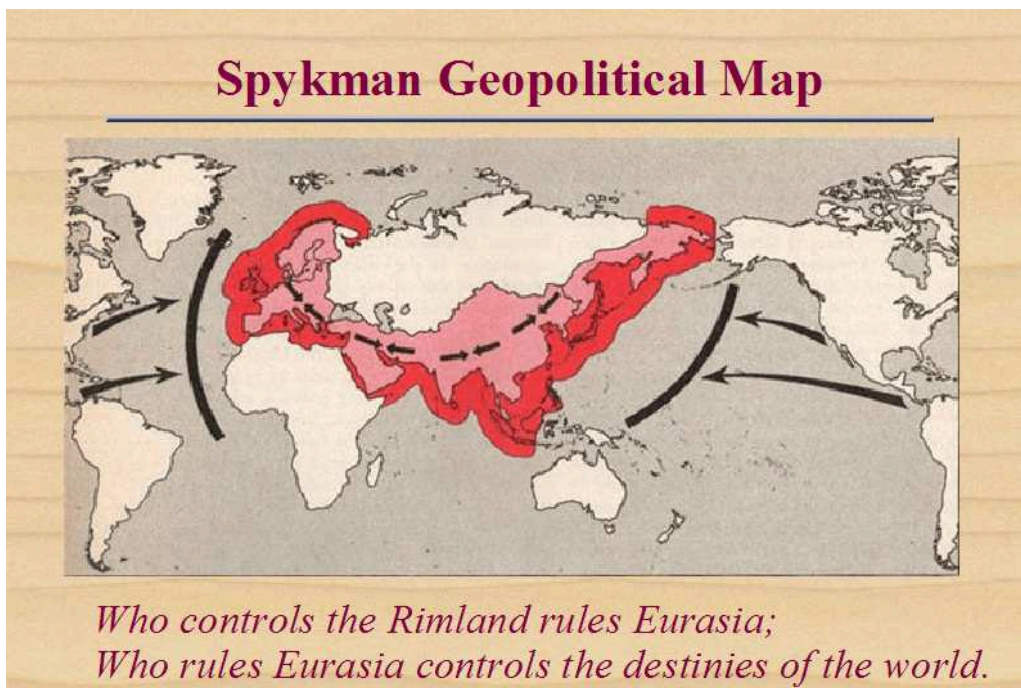 Spykman Geopolitical Map
Who controls the Rimland rules Eurasia;
Who rules Eurasia controls the destinies of the world.